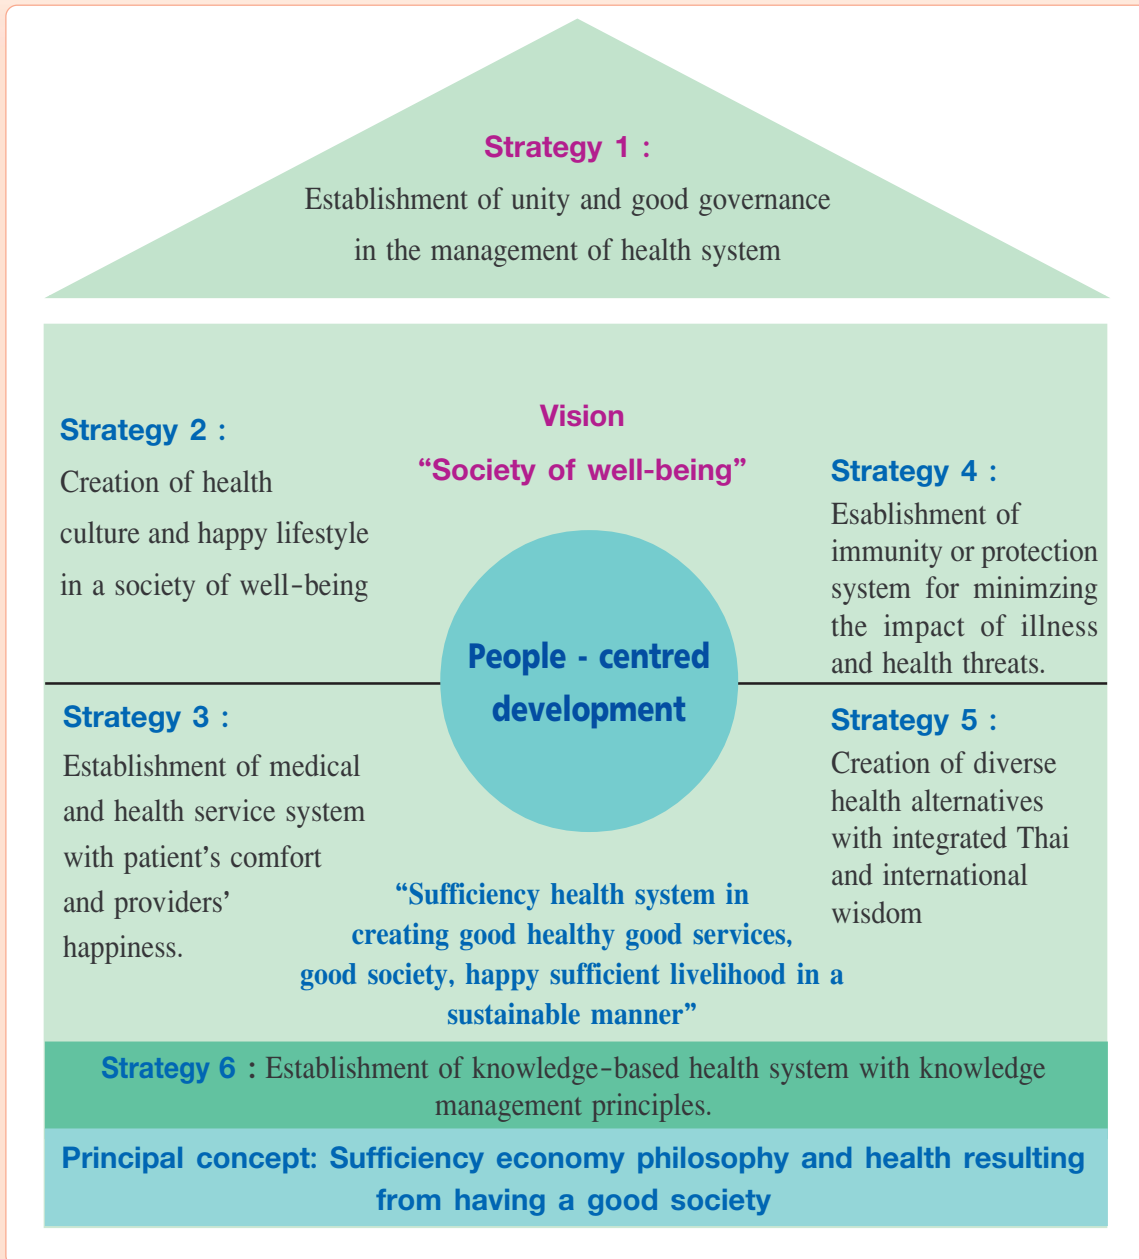 Strategy 1 :
Establishment of unity and good governance
in the management of health system
Strategy 2 :
Creation of health
culture and happy lifestyle
in a society of well-being
Vision
“Society of well-being”
Strategy 4 :
Esablishment of
immunity or protection
system for minimzing
the impact of illness
and health threats.
People - centred
development
Strategy 3 :
Establishment of medical
and health service system
with patient’s comfort
and providers’
happiness.
Strategy 5 :
Creation of diverse
health alternatives
with integrated Thai
and international
wisdom
“Sufficiency health system in
creating good healthy good services,
good society, happy sufficient livelihood in a
sustainable manner”
Strategy 6 : Establishment of knowledge-based health system with knowledge
management principles.
Principal concept: Sufficiency economy philosophy and health resulting
from having a good society